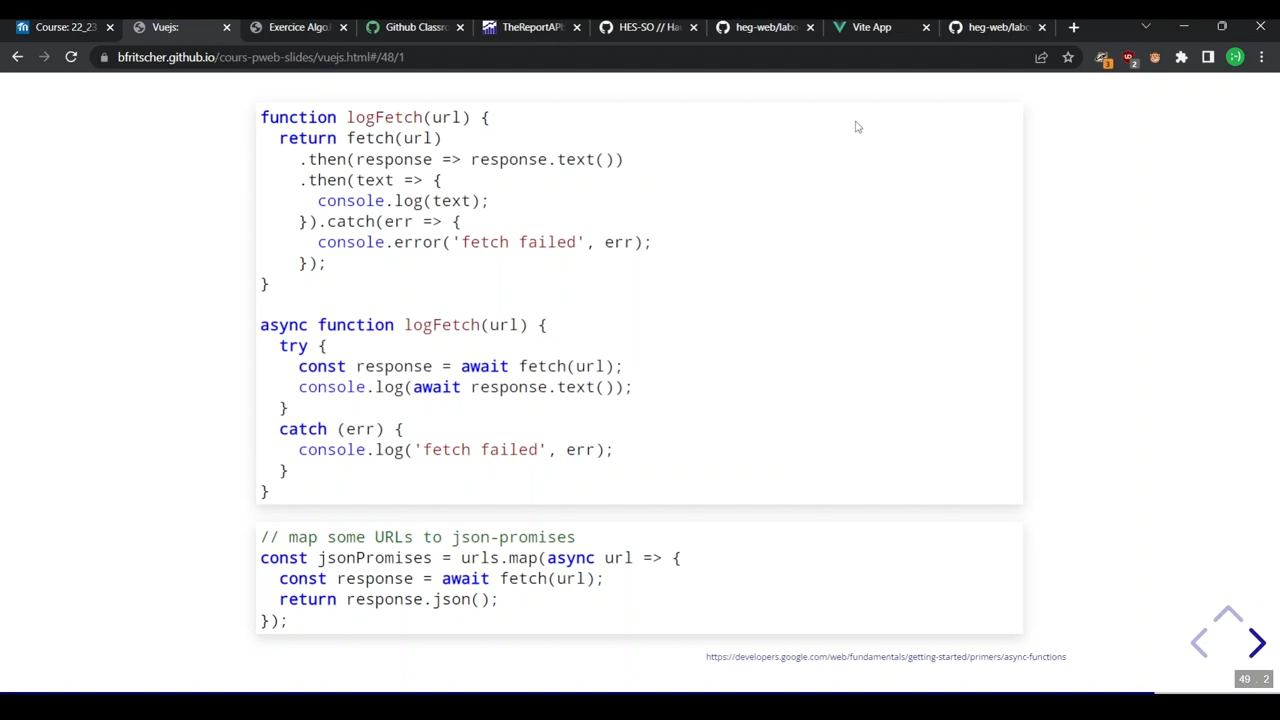 Course: 22_23
Vuejs:
Exercice Algo.
Github Classro
TheReportAPI
HES-SO // Ha
heg-web/labo
Vite App
heg-web/labo
bfritscher.github.io/cours-pweb-slides/vuejs.html#/48/1
3
2
:-)
function logFetch(url) {
return fetch(url)
.then(response => response.text())
.then(text => {
console.log(text);
}).catch(err => {
console.error('fetch failed', err);
});
}
async function logFetch(url) {
try {
const response = await fetch(url);
console.log(await response.text());
}
catch (err) {
console.log('fetch failed', err);
}
}
// map some URLs to json-promises
const jsonPromises = urls.map(async url => {
const response = await fetch(url);
return response.json();
});
https://developers.google.com/web/fundamentals/getting-started/primers/async-functions
49 . 2